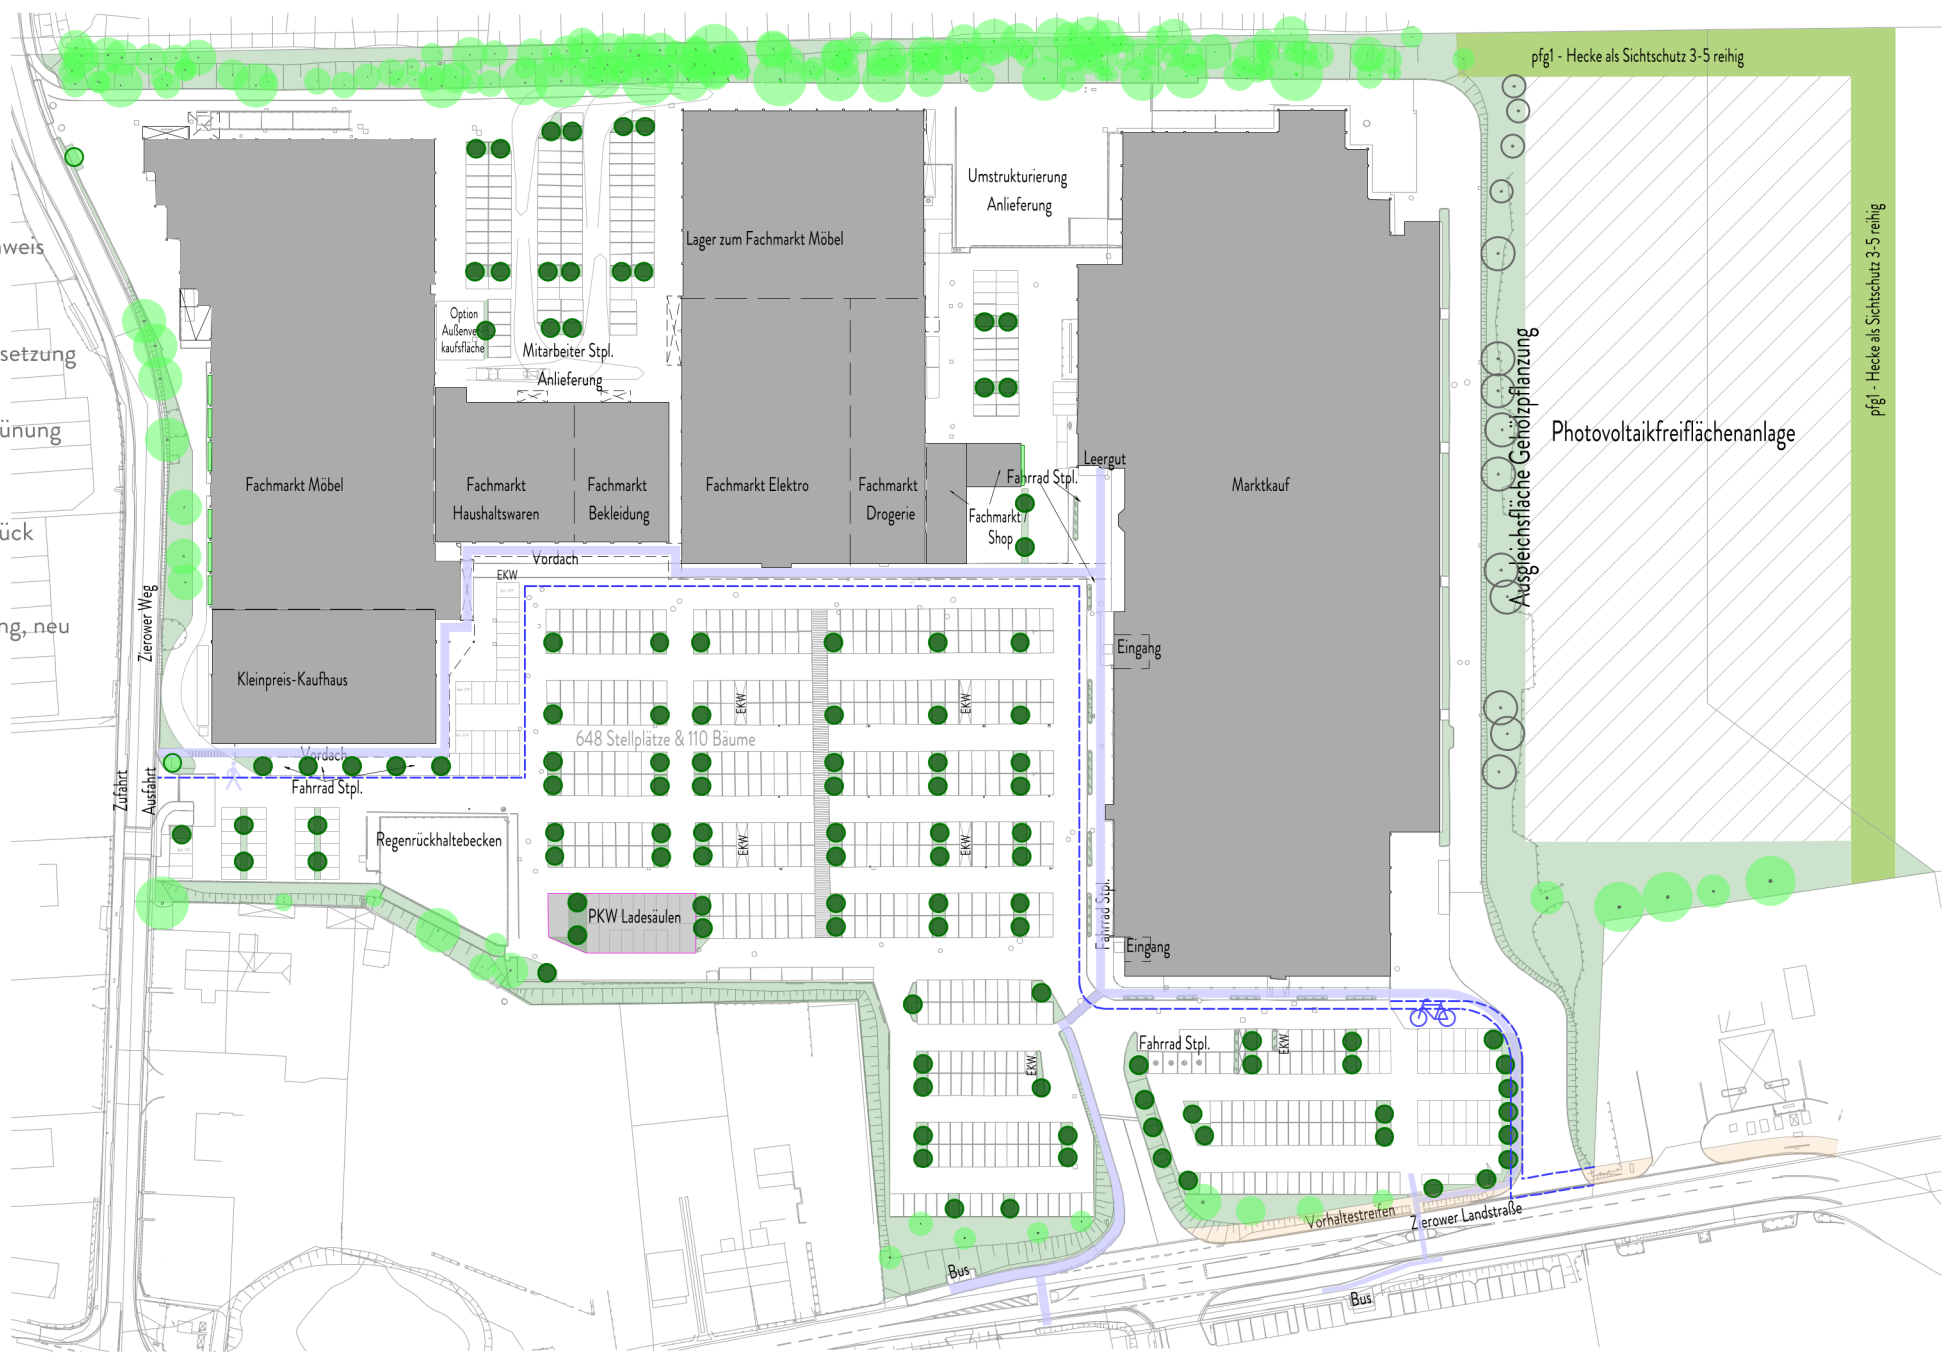 pfg1 - Hecke als Sichtschutz 3-5 reihig
Umstrukturierung
Anlieferung
weis
Lager zum Fachmarkt Möbel
pfg1 - Hecke als Sichtschutz 3-5 reihig
Option
Außenver-
kaufsfläche
Mitarbeiter Stpl.
setzung
Anlieferung
ünung
Photovoltaikfreiflächenanlage
Ausgleichsfläche Gehölzpflanzung
Leergut
Fahrrad Stpl.
Fachmarkt Möbel
Fachmarkt
Haushaltswaren
Fachmarkt
Bekleidung
Fachmarkt Elektro
Fachmarkt
Drogerie
Marktkauf
Fachmarkt /
Shop
ück
Vordach
EKW
Zierower Weg
ng, neu
Eingang
Kleinpreis-Kaufhaus
EKW
EKW
648 Stellplätze & 110 Bäume
Vordach
Zufahrt
Ausfahrt
Fahrrad Stpl.
Regenrückhaltebecken
EKW
EKW
PKW Ladesäulen
Fahrrad Stpl.
Eingang
Fahrrad Stpl.
EKW
EKW
Vorhaltestreifen
Zierower Landstraße
Bus
Bus